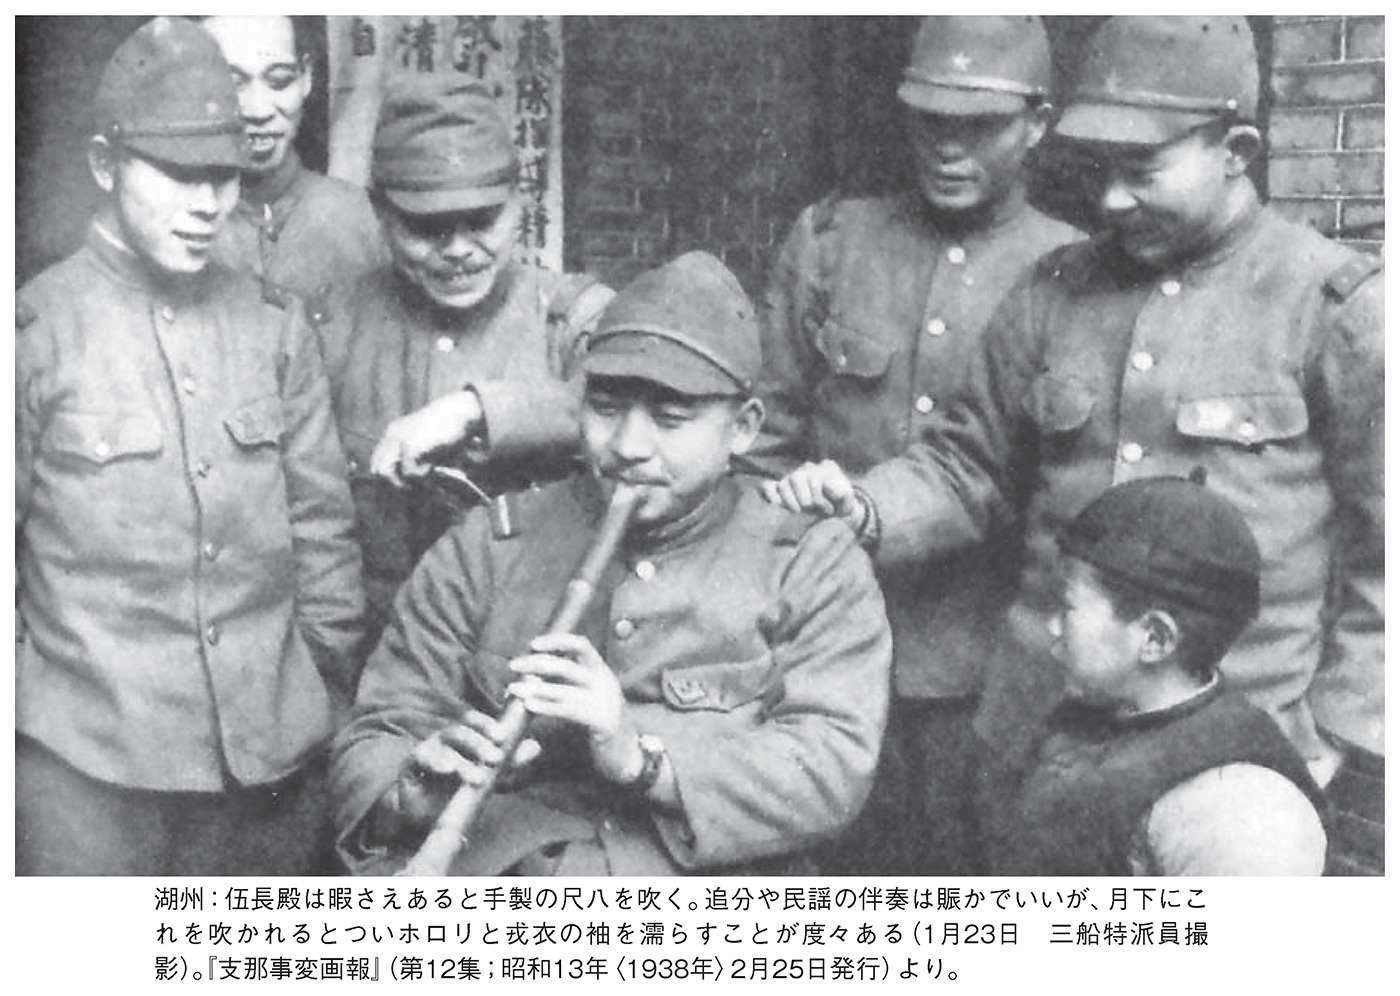 清
隊
湖州：伍長殿は暇さえあると手製の尺八を吹く。追分や民謡の伴奏は賑かでいいが、月下にこ
れを吹かれるとついホロリと戎衣の袖を濡らすことが度々ある（1月23日　三船特派員撮
影）。『支那事変画報』（第12集；昭和13年〈1938年〉2月25日発行）より。